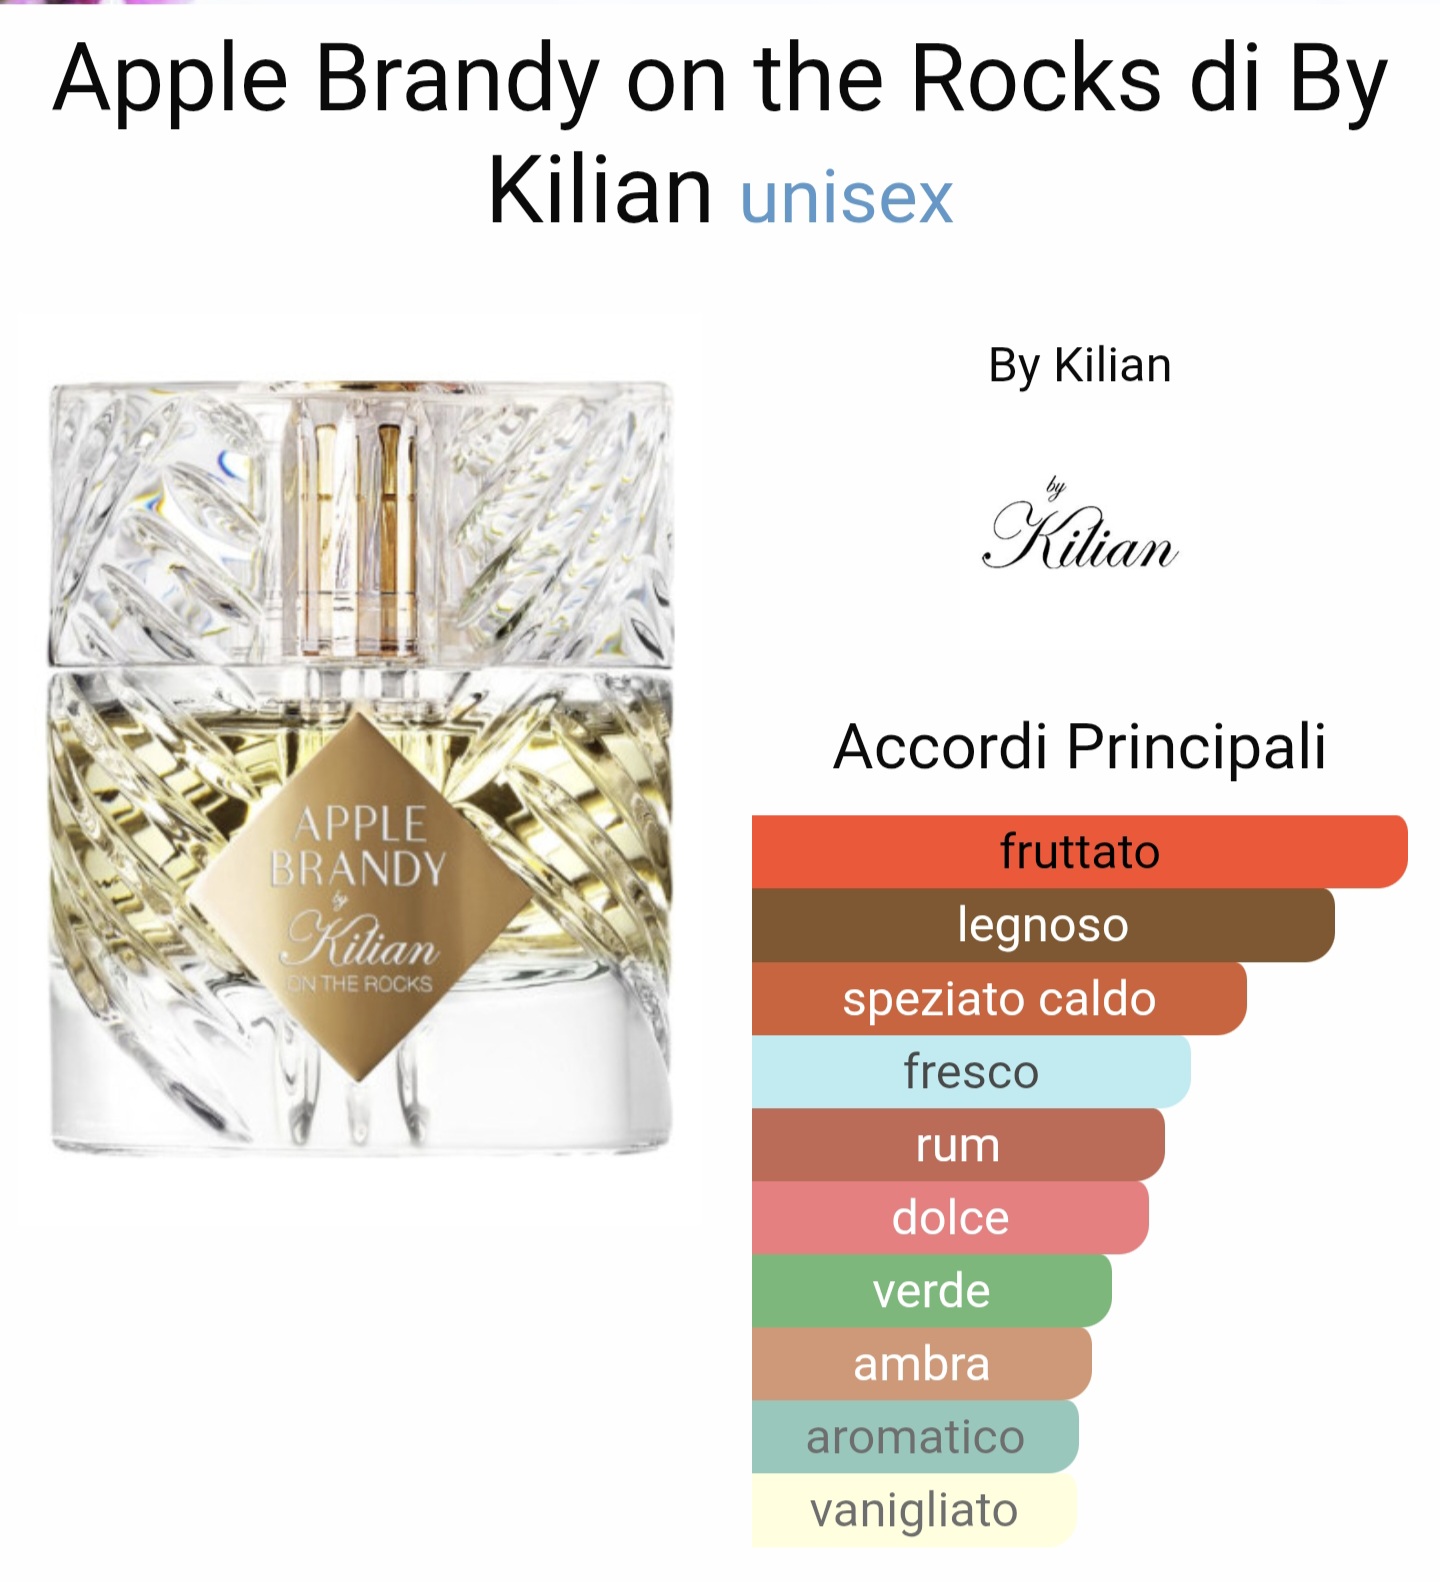 Apple Brandy on the Rocks di By
Kilian unisex
By Kilian
by
Kilian
APPLE
BRANDY
by
Kilian
ON THE ROCKS
Accordi Principali
fruttato
legnoso
speziato caldo
fresco
rum
dolce
verde
ambra
aromatico
vanigliato